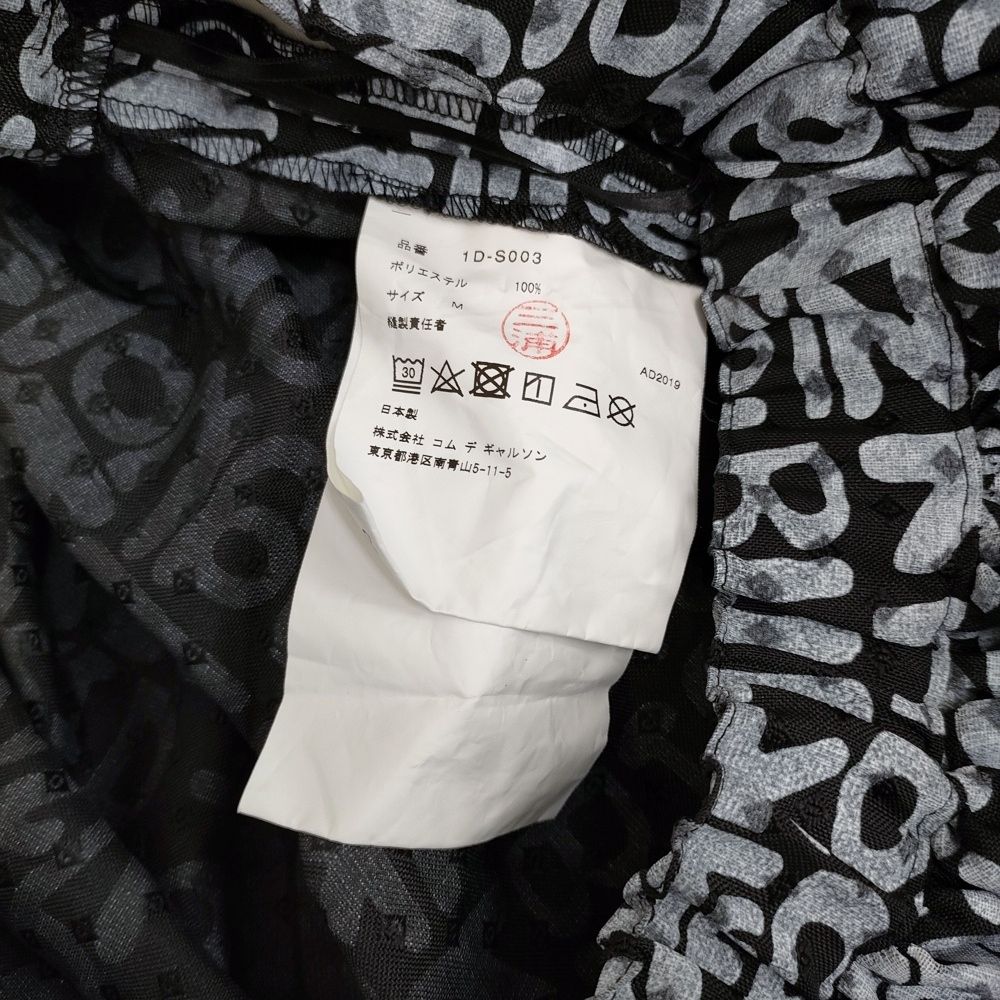 品番 1D-S003
ポリエステル 100%
サイズ M
縫製責任者 三浦
AD2019
30
日本製
株式会社 コム デ ギャルソン
東京都港区南青山5-11-5